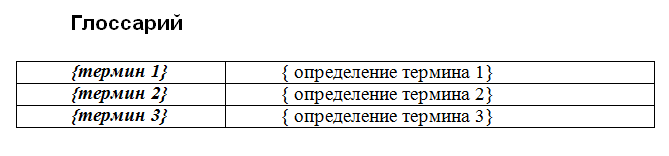 Глоссарий
{термин 1} { определение термина 1}
{термин 2} { определение термина 2}
{термин 3} { определение термина 3}